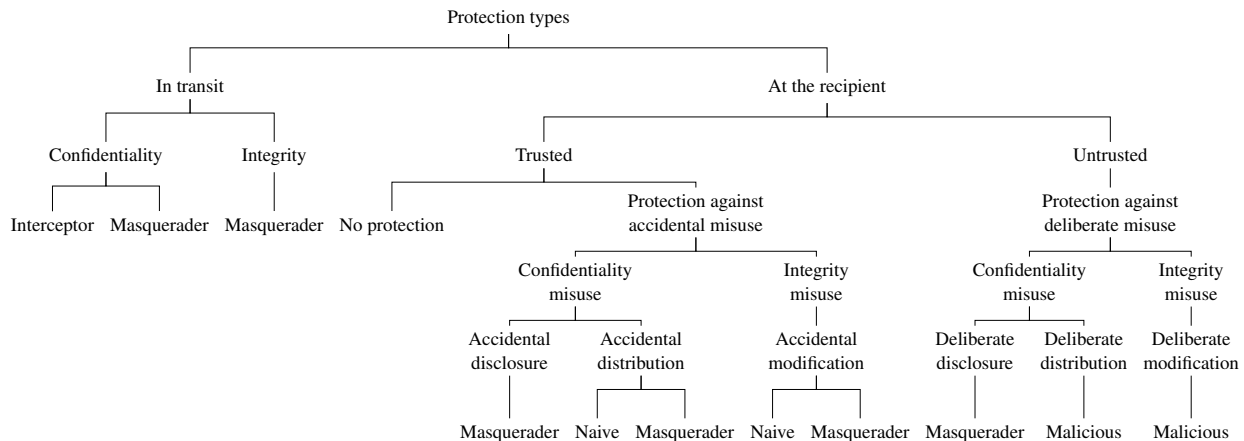 Protection types
In transit
At the recipient
Confidentiality
Integrity
Trusted
Untrusted
Interceptor
Masquerader
Masquerader
No protection
Protection against
accidental misuse
Protection against
deliberate misuse
Confidentiality
misuse
Integrity
misuse
Confidentiality
misuse
Integrity
misuse
Accidental
disclosure
Accidental
distribution
Accidental
modification
Deliberate
disclosure
Deliberate
distribution
Deliberate
modification
Masquerader
Naive
Masquerader
Naive
Masquerader
Masquerader
Malicious
Malicious